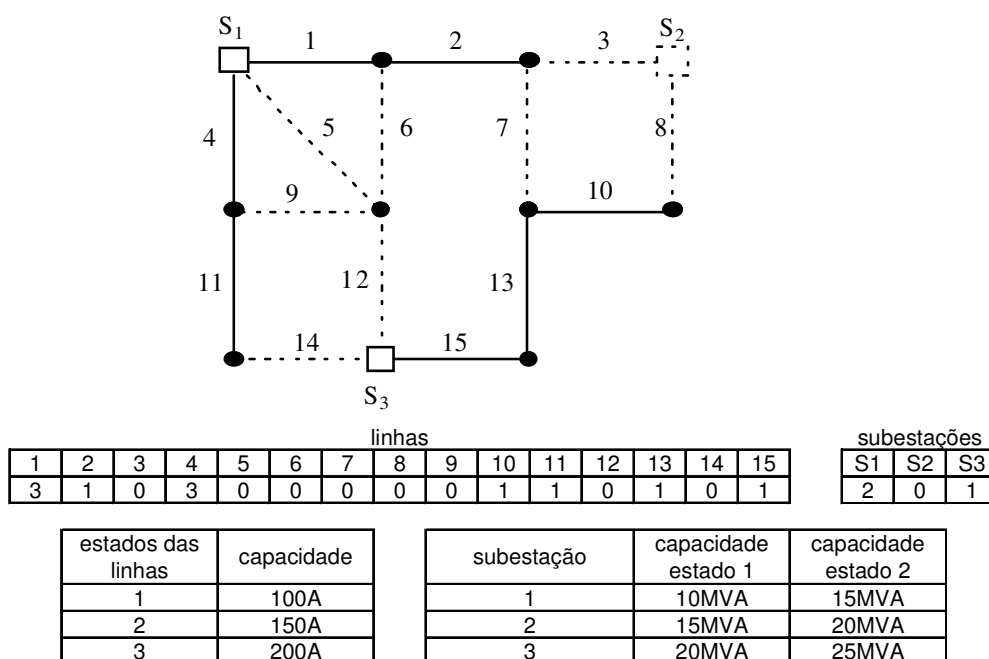 S1
1
2
3
S2
4
5
6
7
8
9
10
11
12
13
14
15
S3
linhas
1 2 3 4 5 6 7 8 9 10 11 12 13 14 15
3 1 0 3 0 0 0 0 0 1 1 0 1 0 1
subestações
S1 S2 S3
2 0 1
estados das linhas capacidade
1 100A
2 150A
3 200A
subestação capacidade estado 1 capacidade estado 2
1 10MVA 15MVA
2 15MVA 20MVA
3 20MVA 25MVA